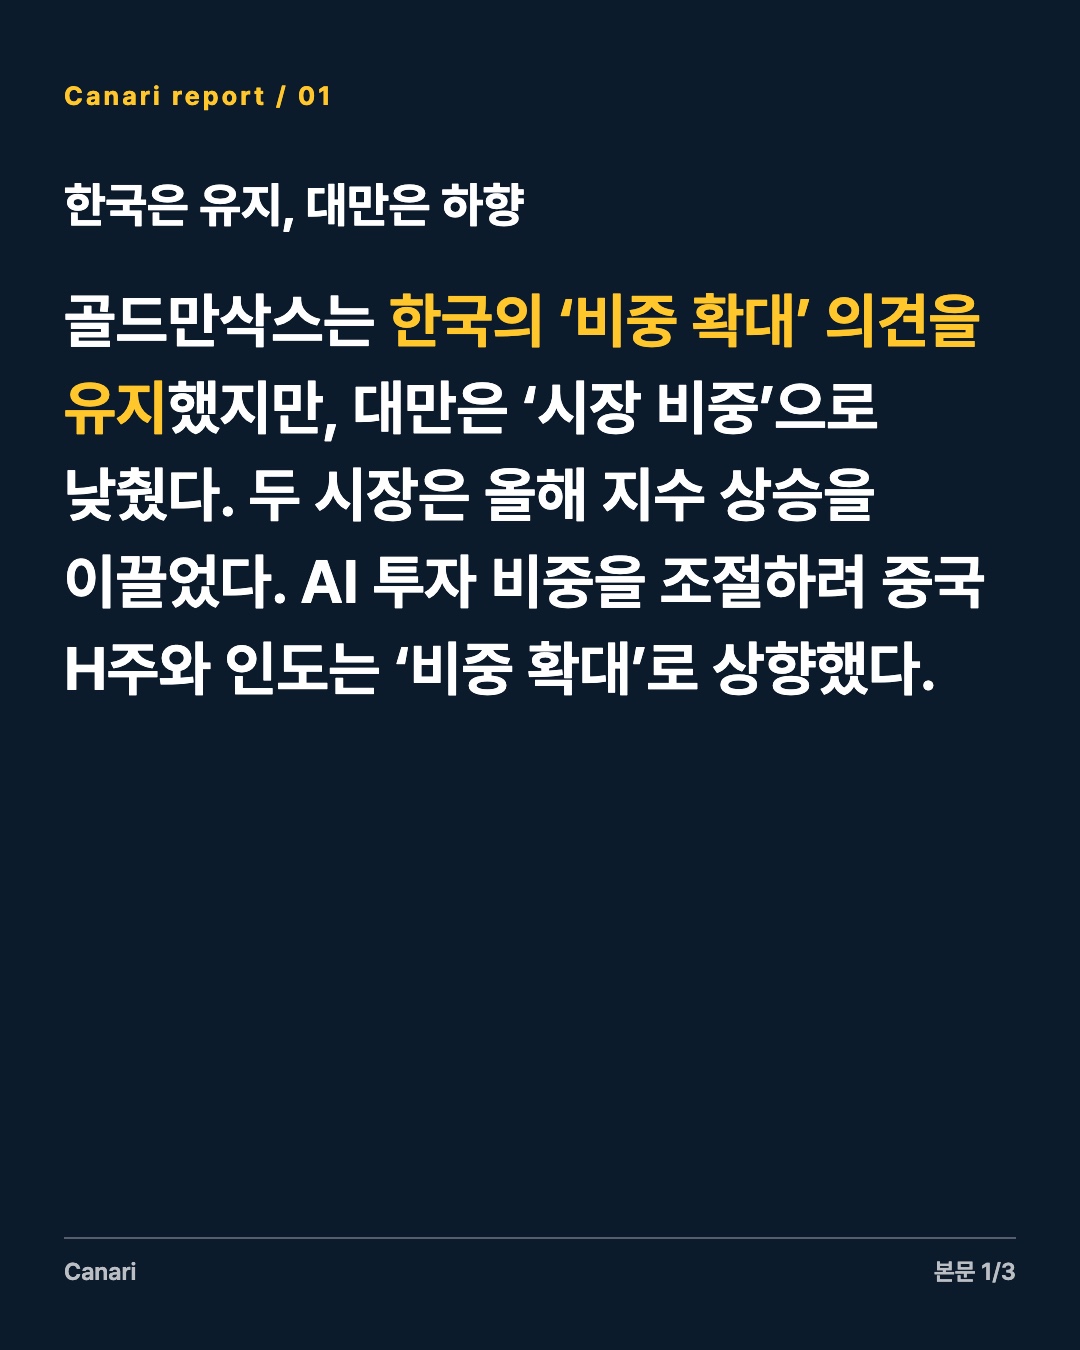 Canari report / 01
한국은 유지, 대만은 하향
골드만삭스는 한국의 ‘비중 확대’ 의견을
유지했지만, 대만은 ‘시장 비중’으로
낮췄다. 두 시장은 올해 지수 상승을
이끌었다. AI 투자 비중을 조절하려 중국
H주와 인도는 ‘비중 확대’로 상향했다.
Canari
본문 1/3